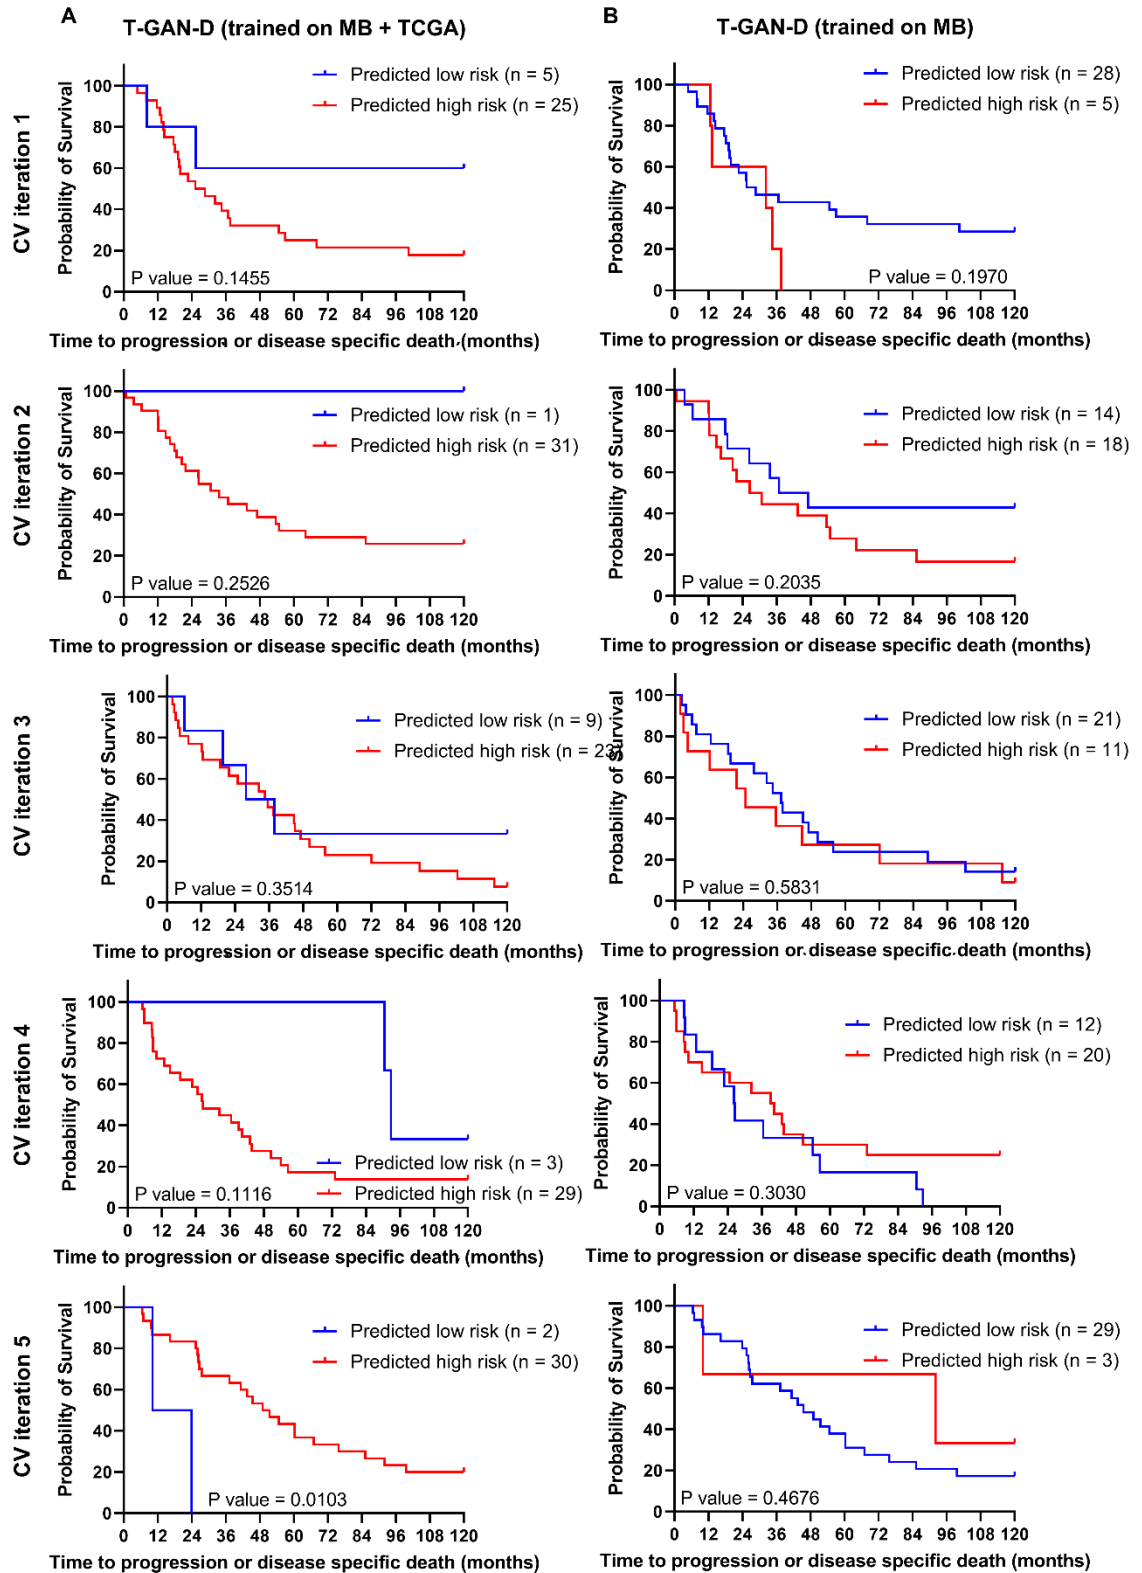 A
T-GAN-D (trained on MB + TCGA)
B
T-GAN-D (trained on MB)
CV iteration 1
Probability of Survival
100
80
60
40
20
0
Predicted low risk (n = 5)
Predicted high risk (n = 25)
P value = 0.1455
0 12 24 36 48 60 72 84 96 108 120
Time to progression or disease specific death (months)
Probability of Survival
100
80
60
40
20
0
Predicted low risk (n = 28)
Predicted high risk (n = 5)
P value = 0.1970
0 12 24 36 48 60 72 84 96 108 120
Time to progression or disease specific death (months)
CV iteration 2
Probability of Survival
100
80
60
40
20
0
Predicted low risk (n = 1)
Predicted high risk (n = 31)
P value = 0.2526
0 12 24 36 48 60 72 84 96 108 120
Time to progression or disease specific death (months)
Probability of Survival
100
80
60
40
20
0
Predicted low risk (n = 14)
Predicted high risk (n = 18)
P value = 0.2035
0 12 24 36 48 60 72 84 96 108 120
Time to progression or disease specific death (months)
CV iteration 3
Probability of Survival
100
80
60
40
20
0
Predicted low risk (n = 9)
Predicted high risk (n = 23)
P value = 0.3514
0 12 24 36 48 60 72 84 96 108 120
Time to progression or disease specific death (months)
Probability of Survival
100
80
60
40
20
0
Predicted low risk (n = 21)
Predicted high risk (n = 11)
P value = 0.5831
0 12 24 36 48 60 72 84 96 108 120
Time to progression or disease specific death (months)
CV iteration 4
Probability of Survival
100
80
60
40
20
0
Predicted low risk (n = 3)
Predicted high risk (n = 29)
P value = 0.1116
0 12 24 36 48 60 72 84 96 108 120
Time to progression or disease specific death (months)
Probability of Survival
100
80
60
40
20
0
Predicted low risk (n = 12)
Predicted high risk (n = 20)
P value = 0.3030
0 12 24 36 48 60 72 84 96 108 120
Time to progression or disease specific death (months)
CV iteration 5
Probability of Survival
100
80
60
40
20
0
Predicted low risk (n = 2)
Predicted high risk (n = 30)
P value = 0.0103
0 12 24 36 48 60 72 84 96 108 120
Time to progression or disease specific death (months)
Probability of Survival
100
80
60
40
20
0
Predicted low risk (n = 29)
Predicted high risk (n = 3)
P value = 0.4676
0 12 24 36 48 60 72 84 96 108 120
Time to progression or disease specific death (months)